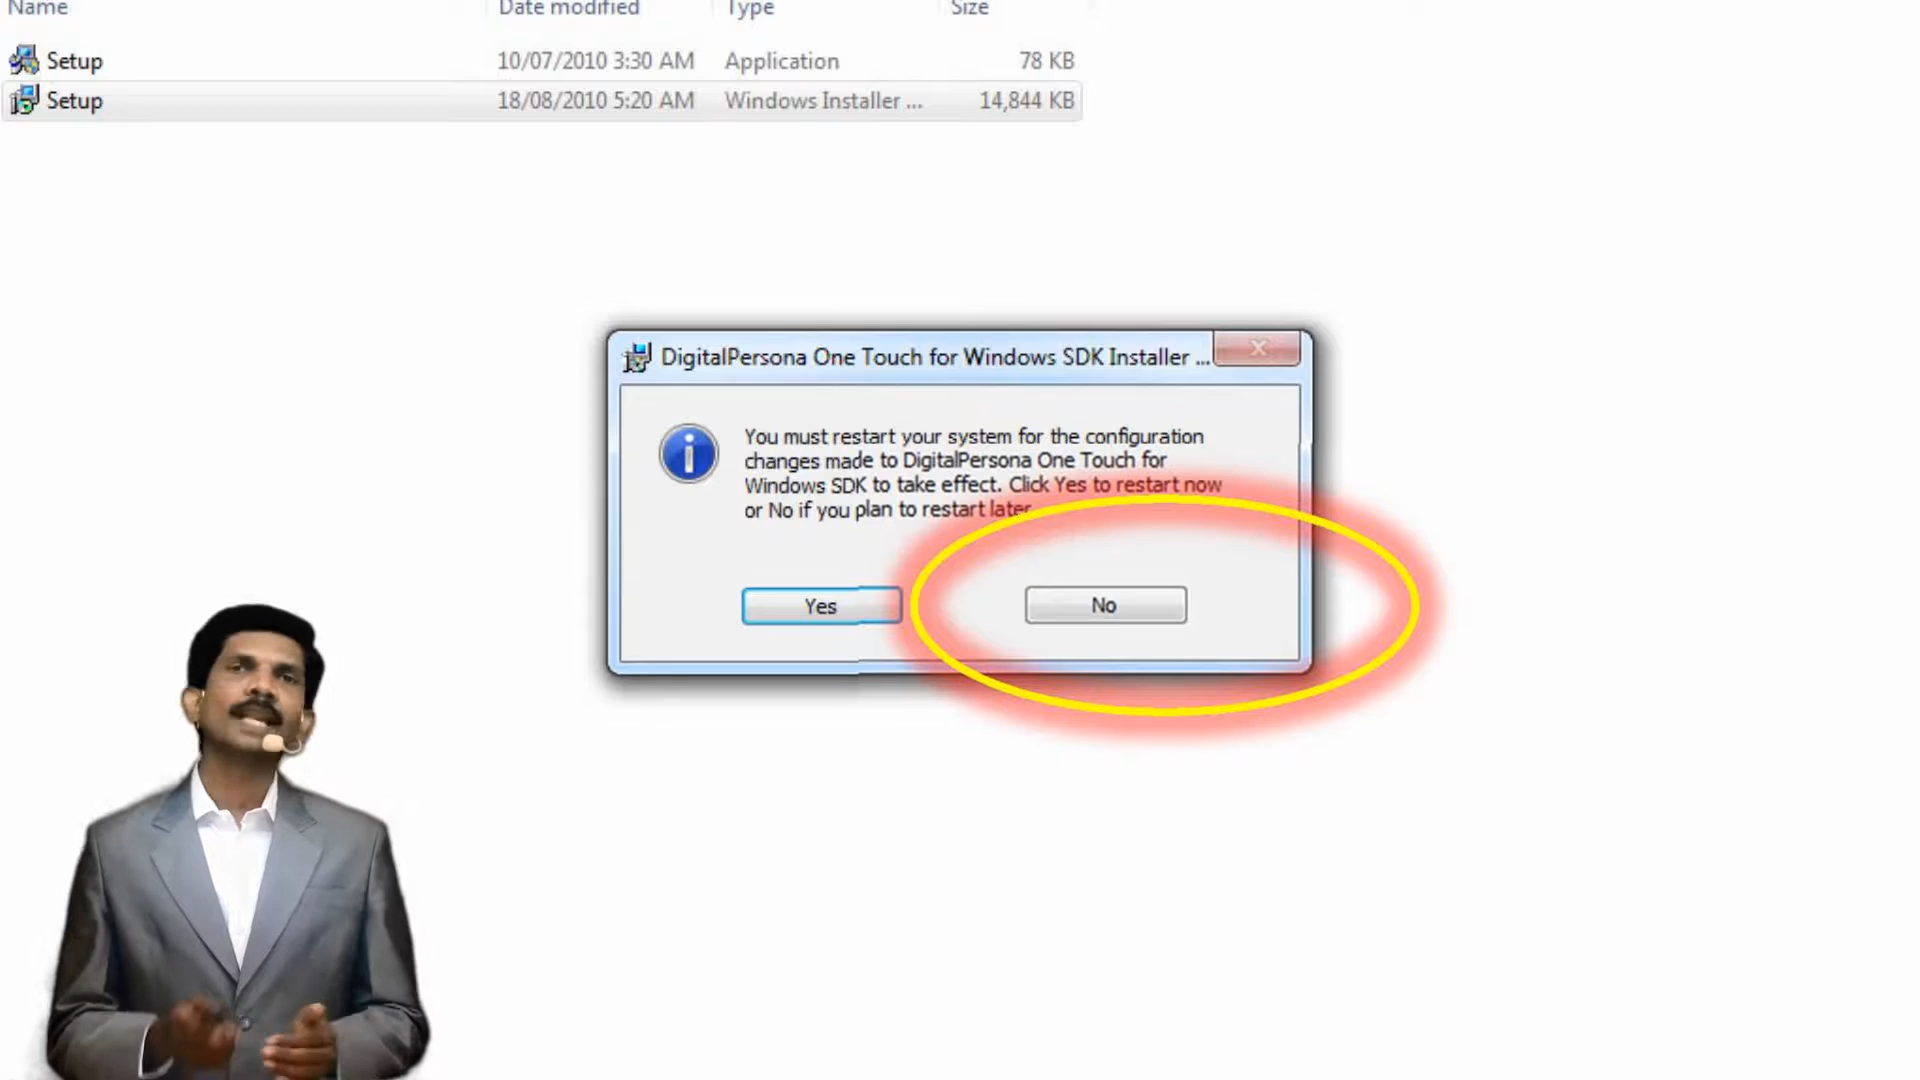 Name Date modified Type Size
Setup 10/07/2010 3:30 AM Application 78 KB
Setup 18/08/2010 5:20 AM Windows Installer ... 14,844 KB
DigitalPersona One Touch for Windows SDK Installer ...
You must restart your system for the configuration
changes made to DigitalPersona One Touch for
Windows SDK to take effect. Click Yes to restart now
or No if you plan to restart later.
Yes No